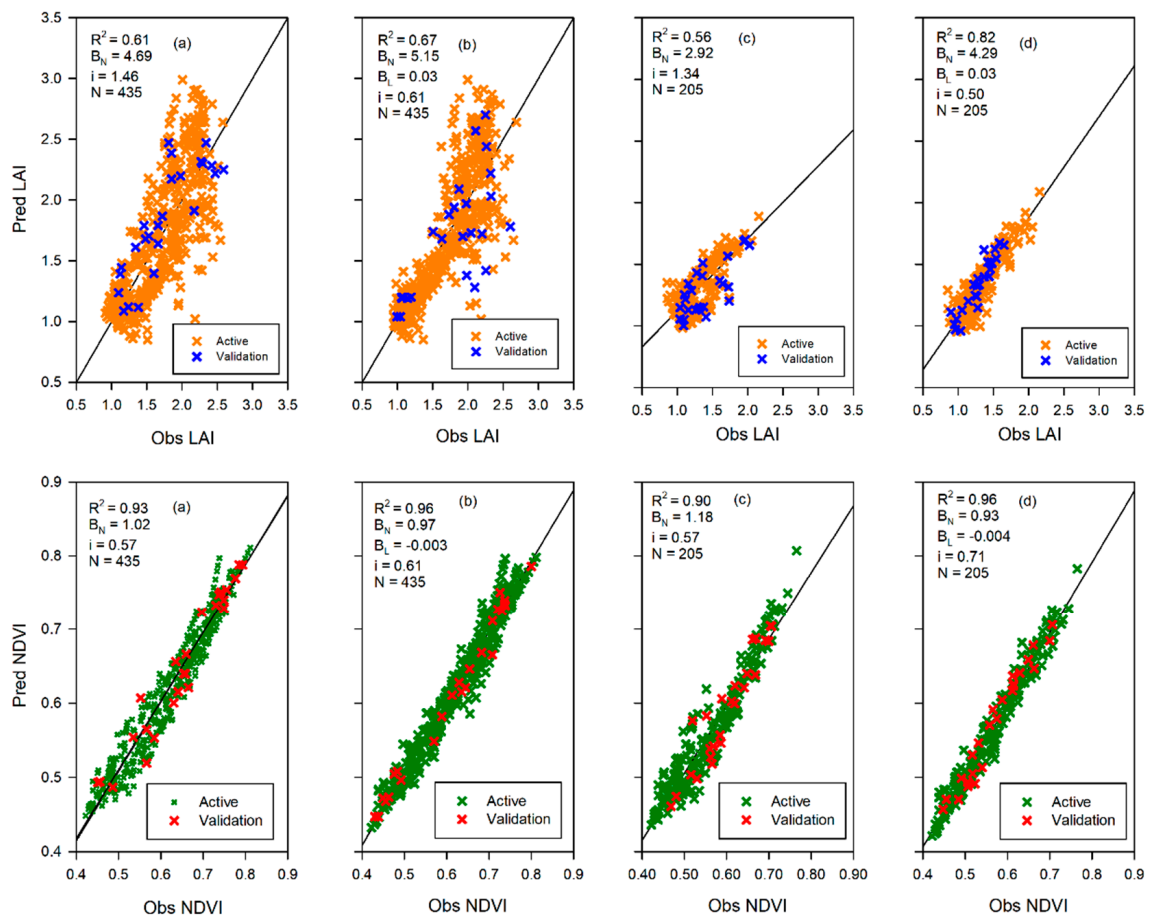 Pred LAI
3.5
3.0
2.5
2.0
1.5
1.0
0.5
R² = 0.61
(a)
B_N = 4.69
i = 1.46
N = 435
Active
Validation
0.5 1.0 1.5 2.0 2.5 3.0 3.5
Obs LAI
R² = 0.67
(b)
B_N = 5.15
B_L = 0.03
i = 0.61
N = 435
Active
Validation
0.5 1.0 1.5 2.0 2.5 3.0 3.5
Obs LAI
R² = 0.56
(c)
B_N = 2.92
i = 1.34
N = 205
Active
Validation
0.5 1.0 1.5 2.0 2.5 3.0 3.5
Obs LAI
R² = 0.82
(d)
B_N = 4.29
B_L = 0.03
i = 0.50
N = 205
Active
Validation
0.5 1.0 1.5 2.0 2.5 3.0 3.5
Obs LAI
Pred NDVI
0.9
0.8
0.7
0.6
0.5
0.4
R² = 0.93
(a)
B_N = 1.02
i = 0.57
N = 435
Active
Validation
0.4 0.5 0.6 0.7 0.8 0.9
Obs NDVI
R² = 0.96
(b)
B_N = 0.97
B_L = -0.003
i = 0.61
N = 435
Active
Validation
0.4 0.5 0.6 0.7 0.8 0.9
Obs NDVI
R² = 0.90
(c)
B_N = 1.18
i = 0.57
N = 205
Active
Validation
0.40 0.50 0.60 0.70 0.80 0.90
Obs NDVI
R² = 0.96
(d)
B_N = 0.93
B_L = -0.004
i = 0.71
N = 205
Active
Validation
0.4 0.5 0.6 0.7 0.8 0.9
Obs NDVI